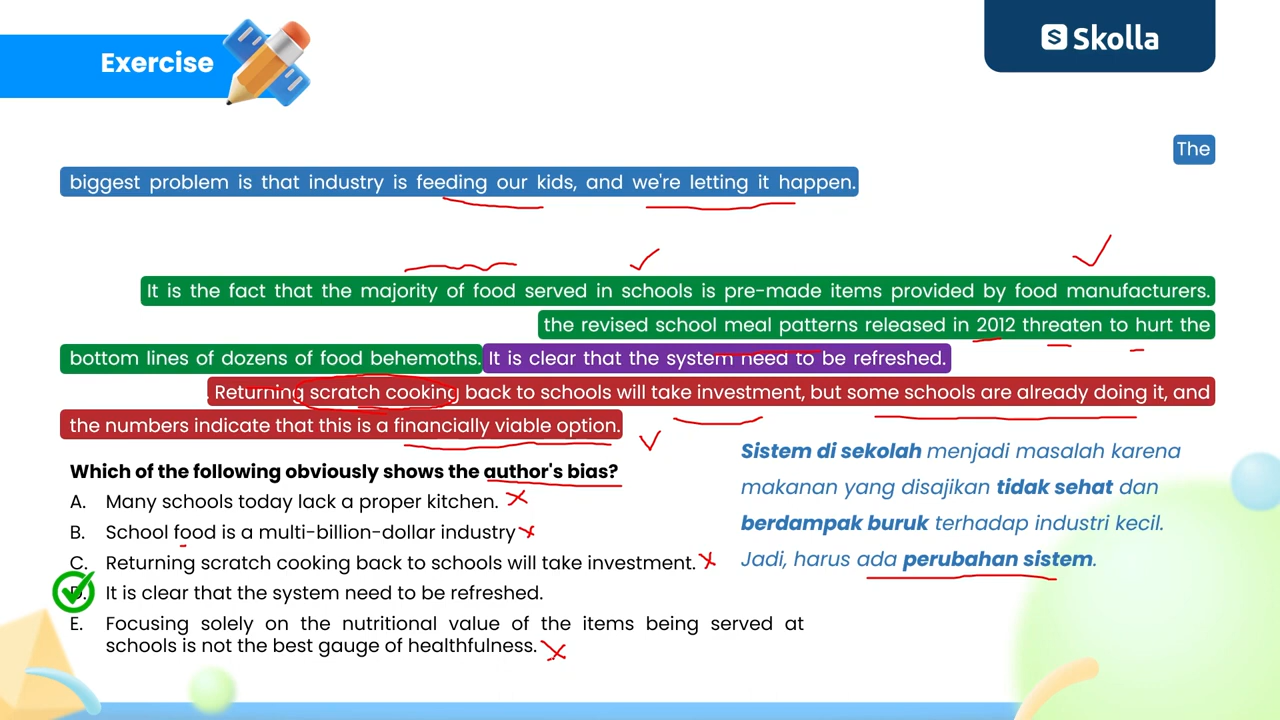 Exercise
Skolla
The
biggest problem is that industry is feeding our kids, and we're letting it happen.
It is the fact that the majority of food served in schools is pre-made items provided by food manufacturers.
the revised school meal patterns released in 2012 threaten to hurt the
bottom lines of dozens of food behemoths. It is clear that the system need to be refreshed.
. Returning scratch cooking back to schools will take investment, but some schools are already doing it, and
the numbers indicate that this is a financially viable option.
Which of the following obviously shows the author's bias?
A. Many schools today lack a proper kitchen.
B. School food is a multi-billion-dollar industry
C. Returning scratch cooking back to schools will take investment.
D. It is clear that the system need to be refreshed.
E. Focusing solely on the nutritional value of the items being served at
schools is not the best gauge of healthfulness.
Sistem di sekolah menjadi masalah karena
makanan yang disajikan tidak sehat dan
berdampak buruk terhadap industri kecil.
Jadi, harus ada perubahan sistem.